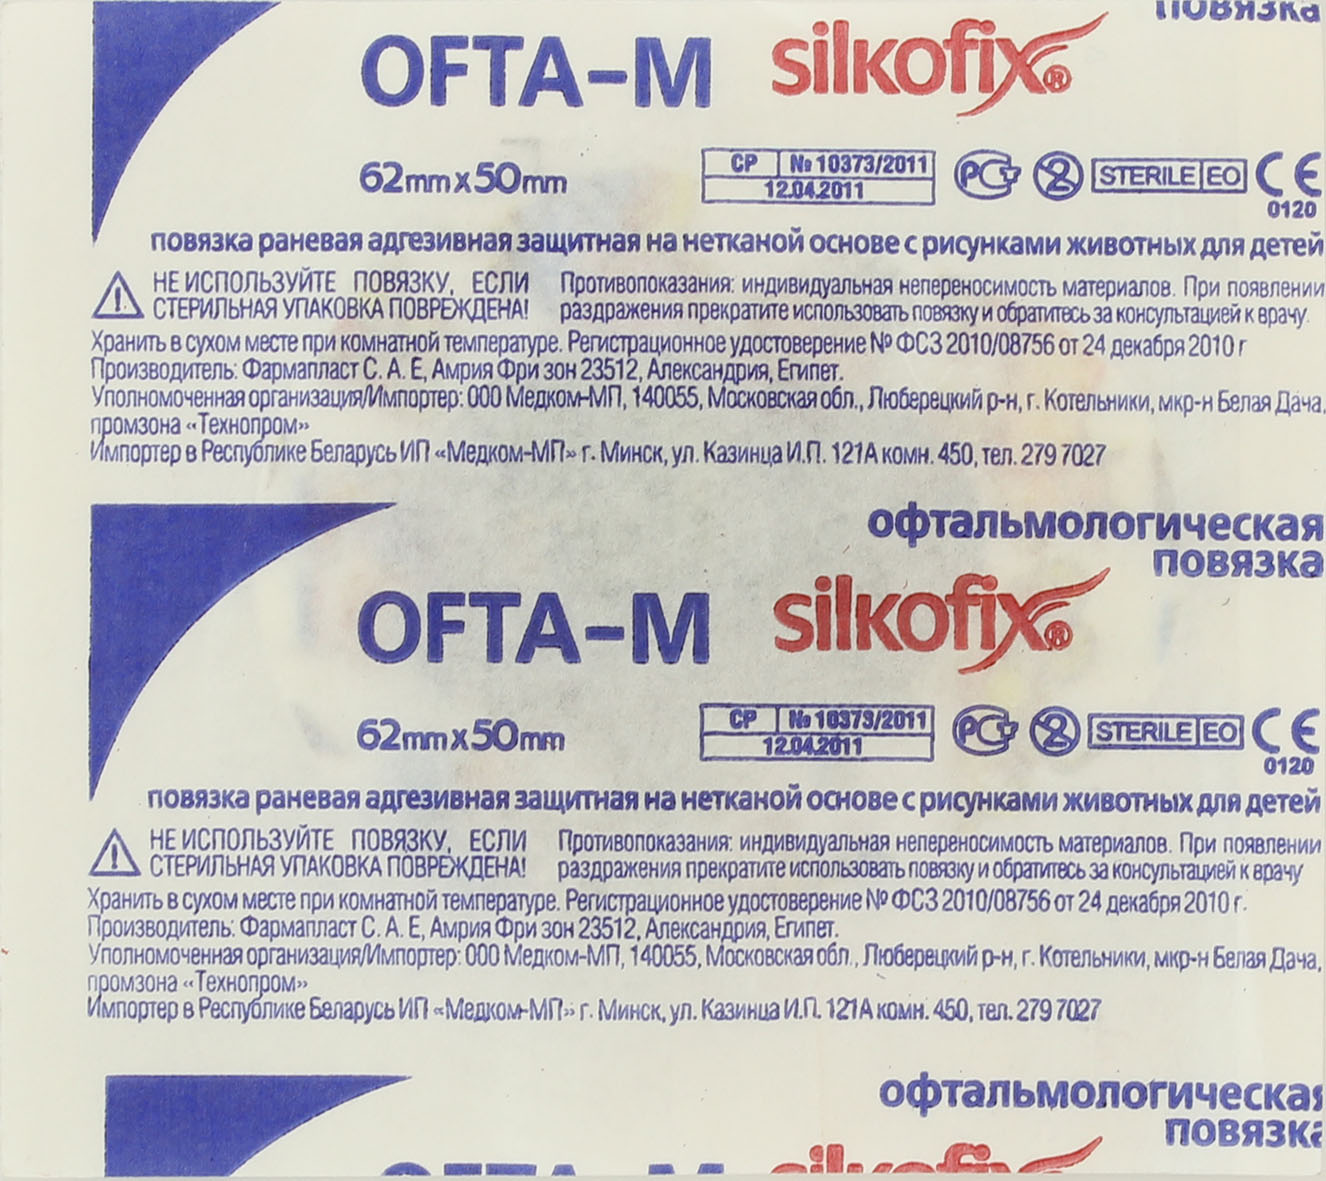 повязка
OFTA-M silkofix®
62mm x 50mm
СР № 10373/2011
12.04.2011
РСТ 2 STERILE EO CE
0120
повязка раневая адгезивная защитная на нетканой основе с рисунками животных для детей
НЕ ИСПОЛЬЗУЙТЕ ПОВЯЗКУ, ЕСЛИ
СТЕРИЛЬНАЯ УПАКОВКА ПОВРЕЖДЕНА!
Противопоказания: индивидуальная непереносимость материалов. При появлении
раздражения прекратите использовать повязку и обратитесь за консультацией к врачу.
Хранить в сухом месте при комнатной температуре. Регистрационное удостоверение № ФСЗ 2010/08756 от 24 декабря 2010 г
Производитель: Фармапласт С. А. Е, Амрия Фри зон 23512, Александрия, Египет.
Уполномоченная организация/Импортер: ООО Медком-МП, 140055, Московская обл., Люберецкий р-н, г. Котельники, мкр-н Белая Дача,
промзона «Технопром»
Импортер в Республике Беларусь ИП «Медком-МП» г. Минск, ул. Казинца И.П. 121А комн. 450, тел. 279 7027
офтальмологическая
повязка
OFTA-M silkofix®
62mm x 50mm
СР № 10373/2011
12.04.2011
РСТ 2 STERILE EO CE
0120
повязка раневая адгезивная защитная на нетканой основе с рисунками животных для детей
НЕ ИСПОЛЬЗУЙТЕ ПОВЯЗКУ, ЕСЛИ
СТЕРИЛЬНАЯ УПАКОВКА ПОВРЕЖДЕНА!
Противопоказания: индивидуальная непереносимость материалов. При появлении
раздражения прекратите использовать повязку и обратитесь за консультацией к врачу
Хранить в сухом месте при комнатной температуре. Регистрационное удостоверение № ФСЗ 2010/08756 от 24 декабря 2010 г.
Производитель: Фармапласт С. А. Е, Амрия Фри зон 23512, Александрия, Египет.
Уполномоченная организация/Импортер: ООО Медком-МП, 140055, Московская обл., Люберецкий р-н, г. Котельники, мкр-н Белая Дача,
промзона «Технопром»
Импортер в Республике Беларусь ИП «Медком-МП» г. Минск, ул. Казинца И.П. 121А комн. 450, тел. 279 7027
офтальмологическая
повязка
OFTA-M silkofix